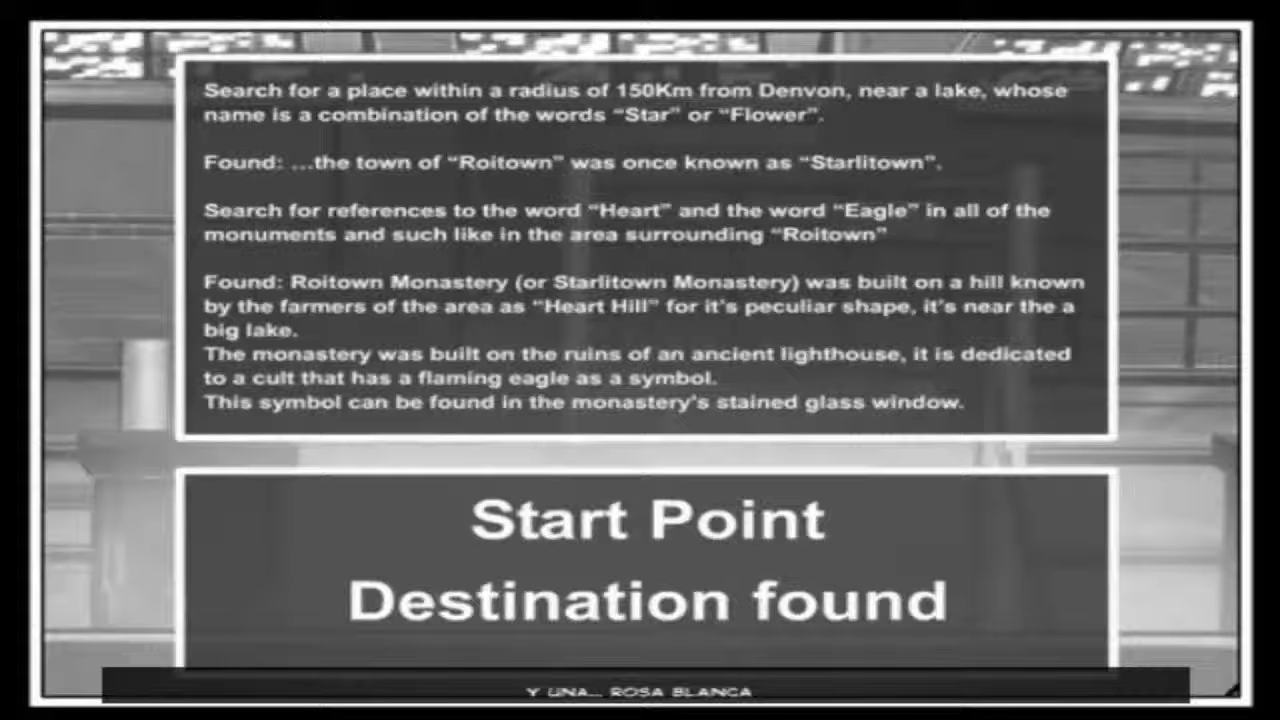 Search for a place within a radius of 150Km from Denvon, near a lake, whose
name is a combination of the words “Star” or “Flower”.
Found: ...the town of “Roitown” was once known as “Starlitown”.
Search for references to the word “Heart” and the word “Eagle” in all of the
monuments and such like in the area surrounding “Roitown”
Found: Roitown Monastery (or Starlitown Monastery) was built on a hill known
by the farmers of the area as “Heart Hill” for it's peculiar shape, it's near the a
big lake.
The monastery was built on the ruins of an ancient lighthouse, it is dedicated
to a cult that has a flaming eagle as a symbol.
This symbol can be found in the monastery's stained glass window.
Start Point
Destination found
Y UNA... ROSA BLANCA